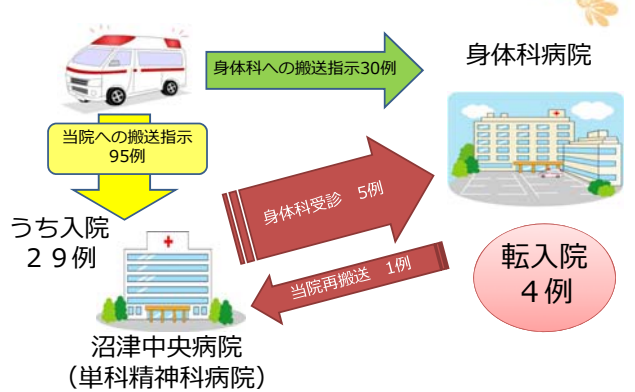 身体科への搬送指示30例
身体科病院
当院への搬送指示
95例
身体科受診　5例
うち入院
２９例
当院再搬送　1例
転入院
４例
沼津中央病院
（単科精神科病院）